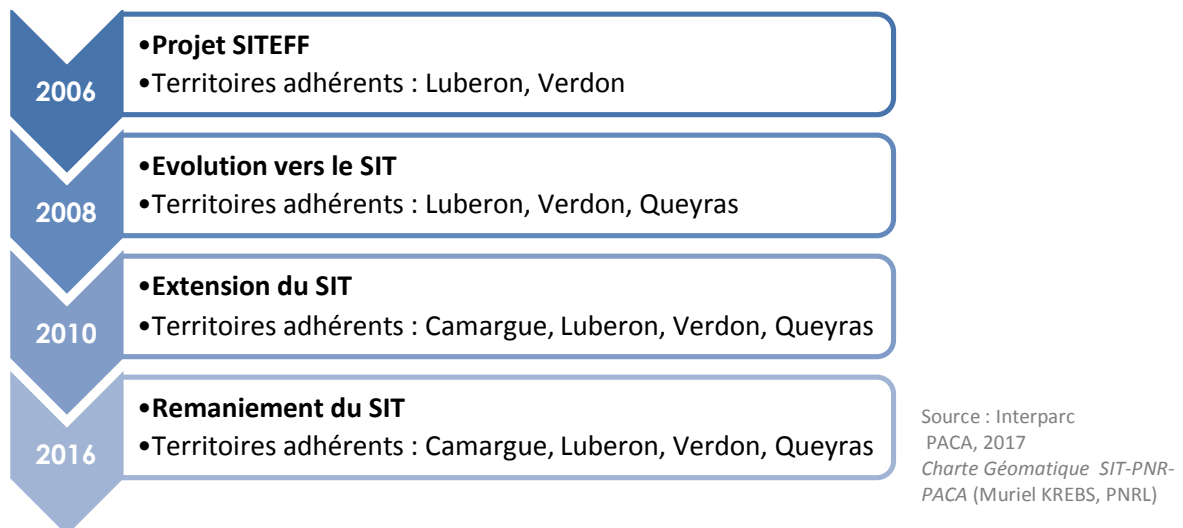 2006
•Projet SITEFF
•Territoires adhérents : Luberon, Verdon
2008
•Evolution vers le SIT
•Territoires adhérents : Luberon, Verdon, Queyras
2010
•Extension du SIT
•Territoires adhérents : Camargue, Luberon, Verdon, Queyras
2016
•Remaniement du SIT
•Territoires adhérents : Camargue, Luberon, Verdon, Queyras
Source : Interparc
PACA, 2017
Charte Géomatique SIT-PNR-
PACA (Muriel KREBS, PNRL)